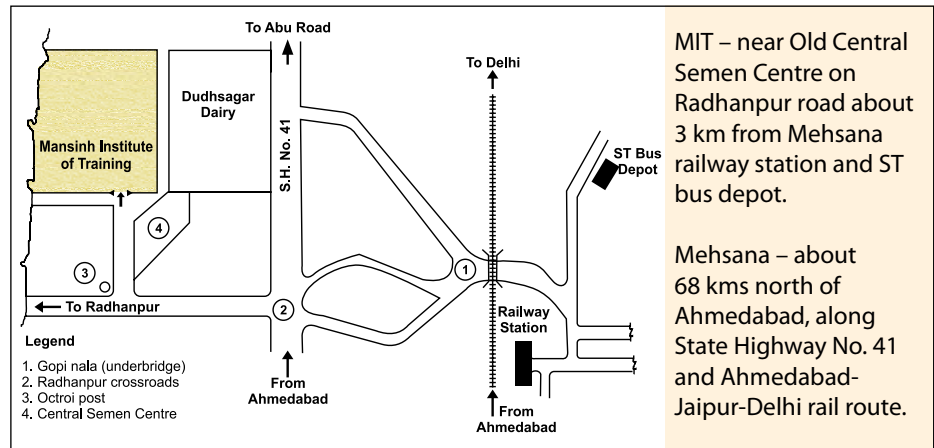 To Abu Road
To Delhi
Dudhsagar
Dairy
Mansinh Institute
of Training
S.H. No. 41
ST Bus
Depot
4
3
1
2
To Radhanpur
Railway
Station
Legend
1. Gopi nala (underbridge)
2. Radhanpur crossroads
3. Octroi post
4. Central Semen Centre
From
Ahmedabad
From
Ahmedabad
MIT – near Old Central
Semen Centre on
Radhanpur road about
3 km from Mehsana
railway station and ST
bus depot.
Mehsana – about
68 kms north of
Ahmedabad, along
State Highway No. 41
and Ahmedabad-
Jaipur-Delhi rail route.